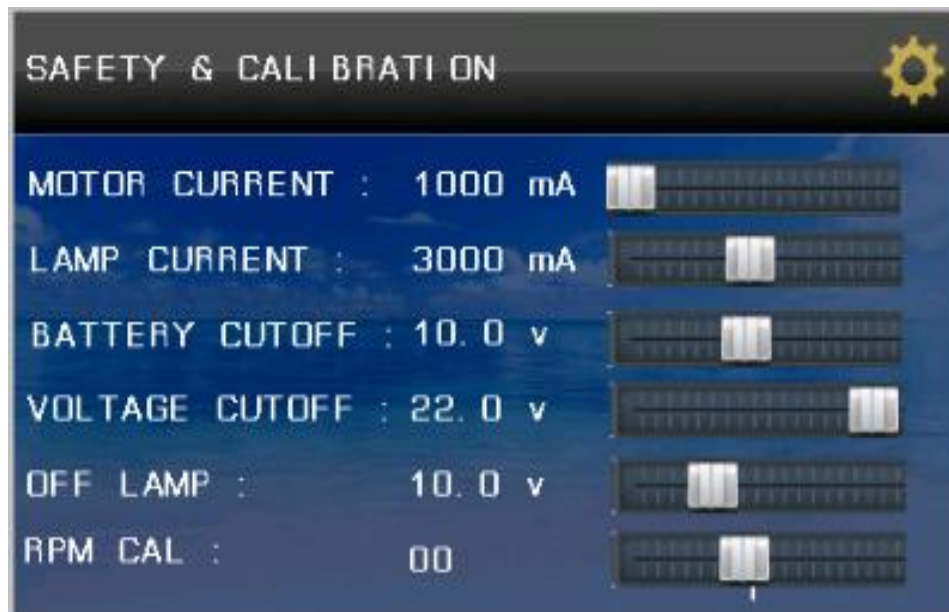 SAFETY & CALIBRATION
MOTOR CURRENT : 1000 mA
LAMP CURRENT : 3000 mA
BATTERY CUTOFF : 10.0 v
VOLTAGE CUTOFF : 22.0 v
OFF LAMP : 10.0 v
RPM CAL : 00